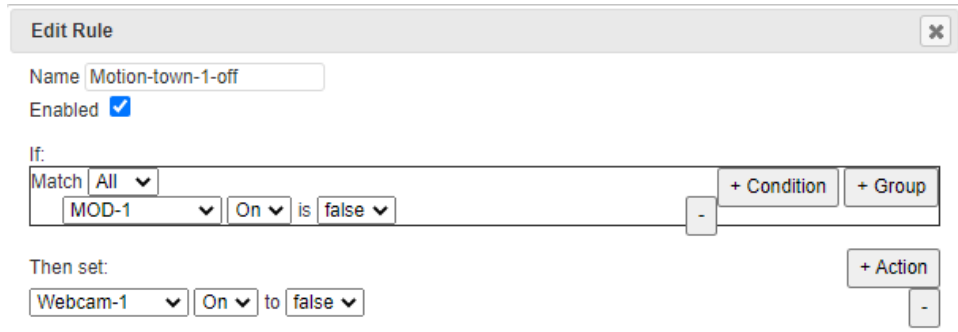 Edit Rule
Name Motion-town-1-off
Enabled
If:
Match All + Condition + Group
MOD-1 On is false -
Then set: + Action
Webcam-1 On to false -